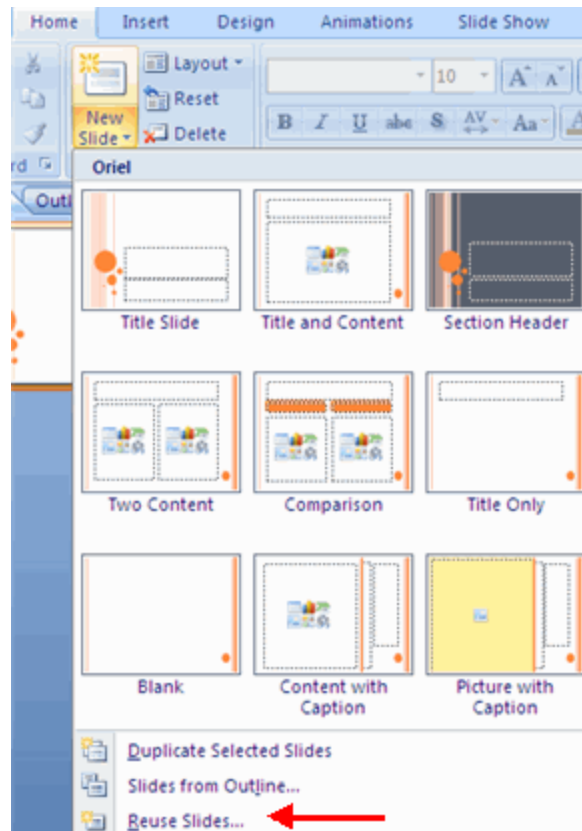 Home Insert Design Animations Slide Show
Layout
10 A A
Reset
New
Slide
Delete
B I U abe S AV Aa A
rd
Oriel
Outl
Title Slide Title and Content Section Header
Two Content Comparison Title Only
Blank Content with Caption Picture with Caption
Duplicate Selected Slides
Slides from Outline...
Reuse Slides...